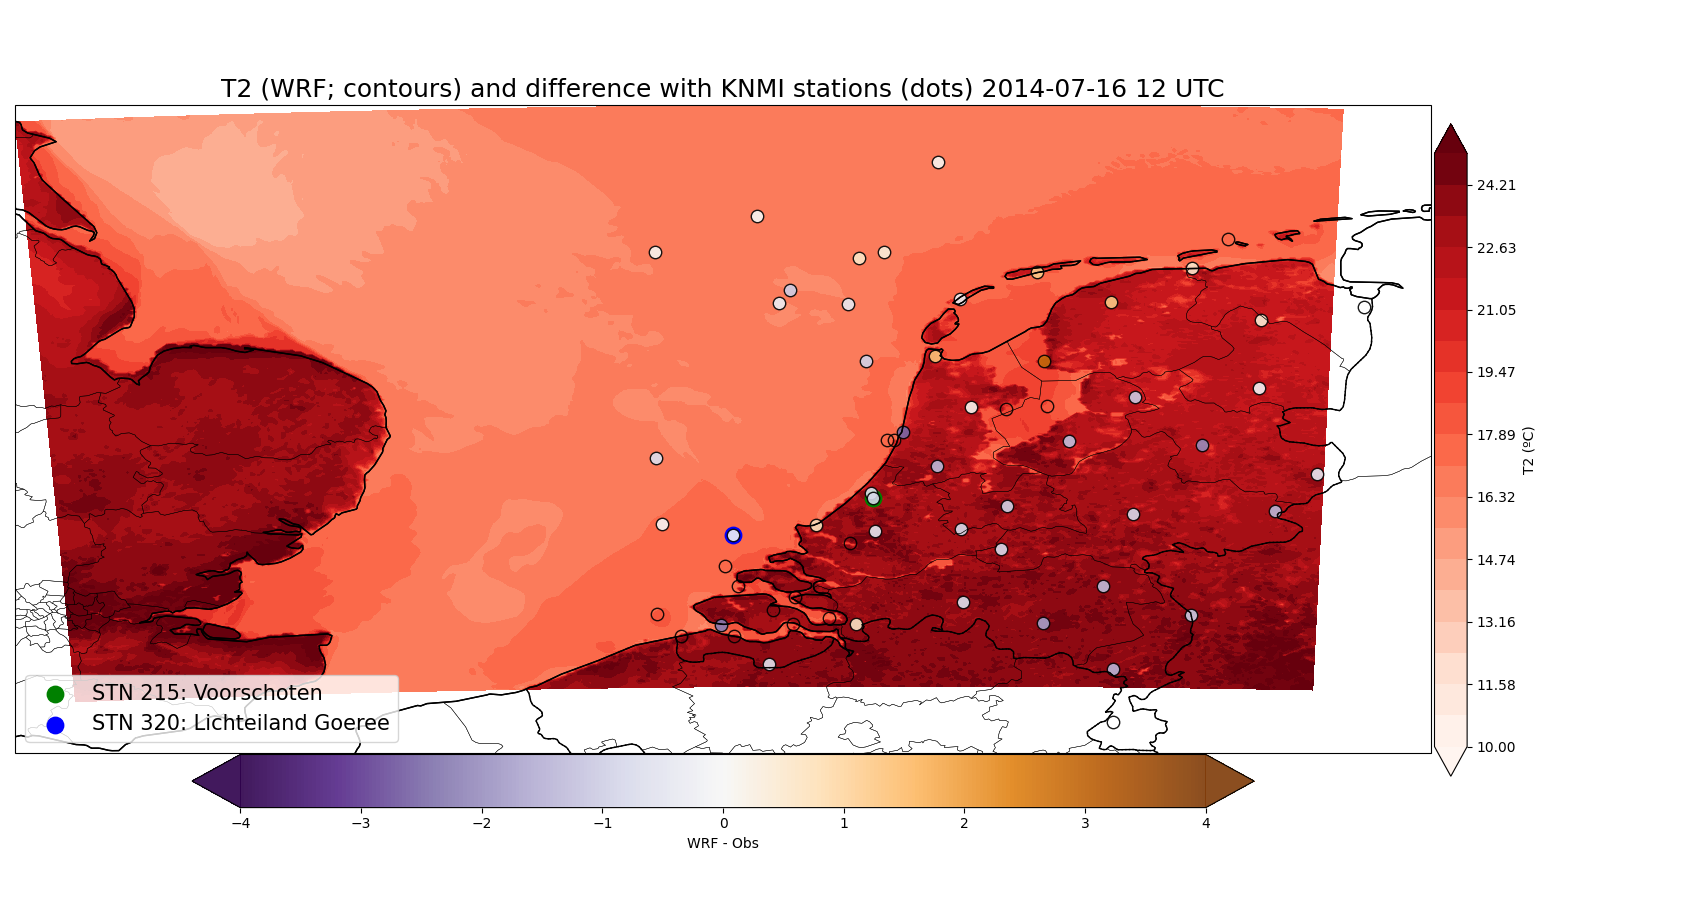 T2 (WRF; contours) and difference with KNMI stations (dots) 2014-07-16 12 UTC
24.21
22.63
21.05
19.47
17.89
16.32
14.74
13.16
11.58
10.00
T2 (ºC)
STN 215: Voorschoten
STN 320: Lichteiland Goeree
−4 −3 −2 −1 0 1 2 3 4
WRF - Obs